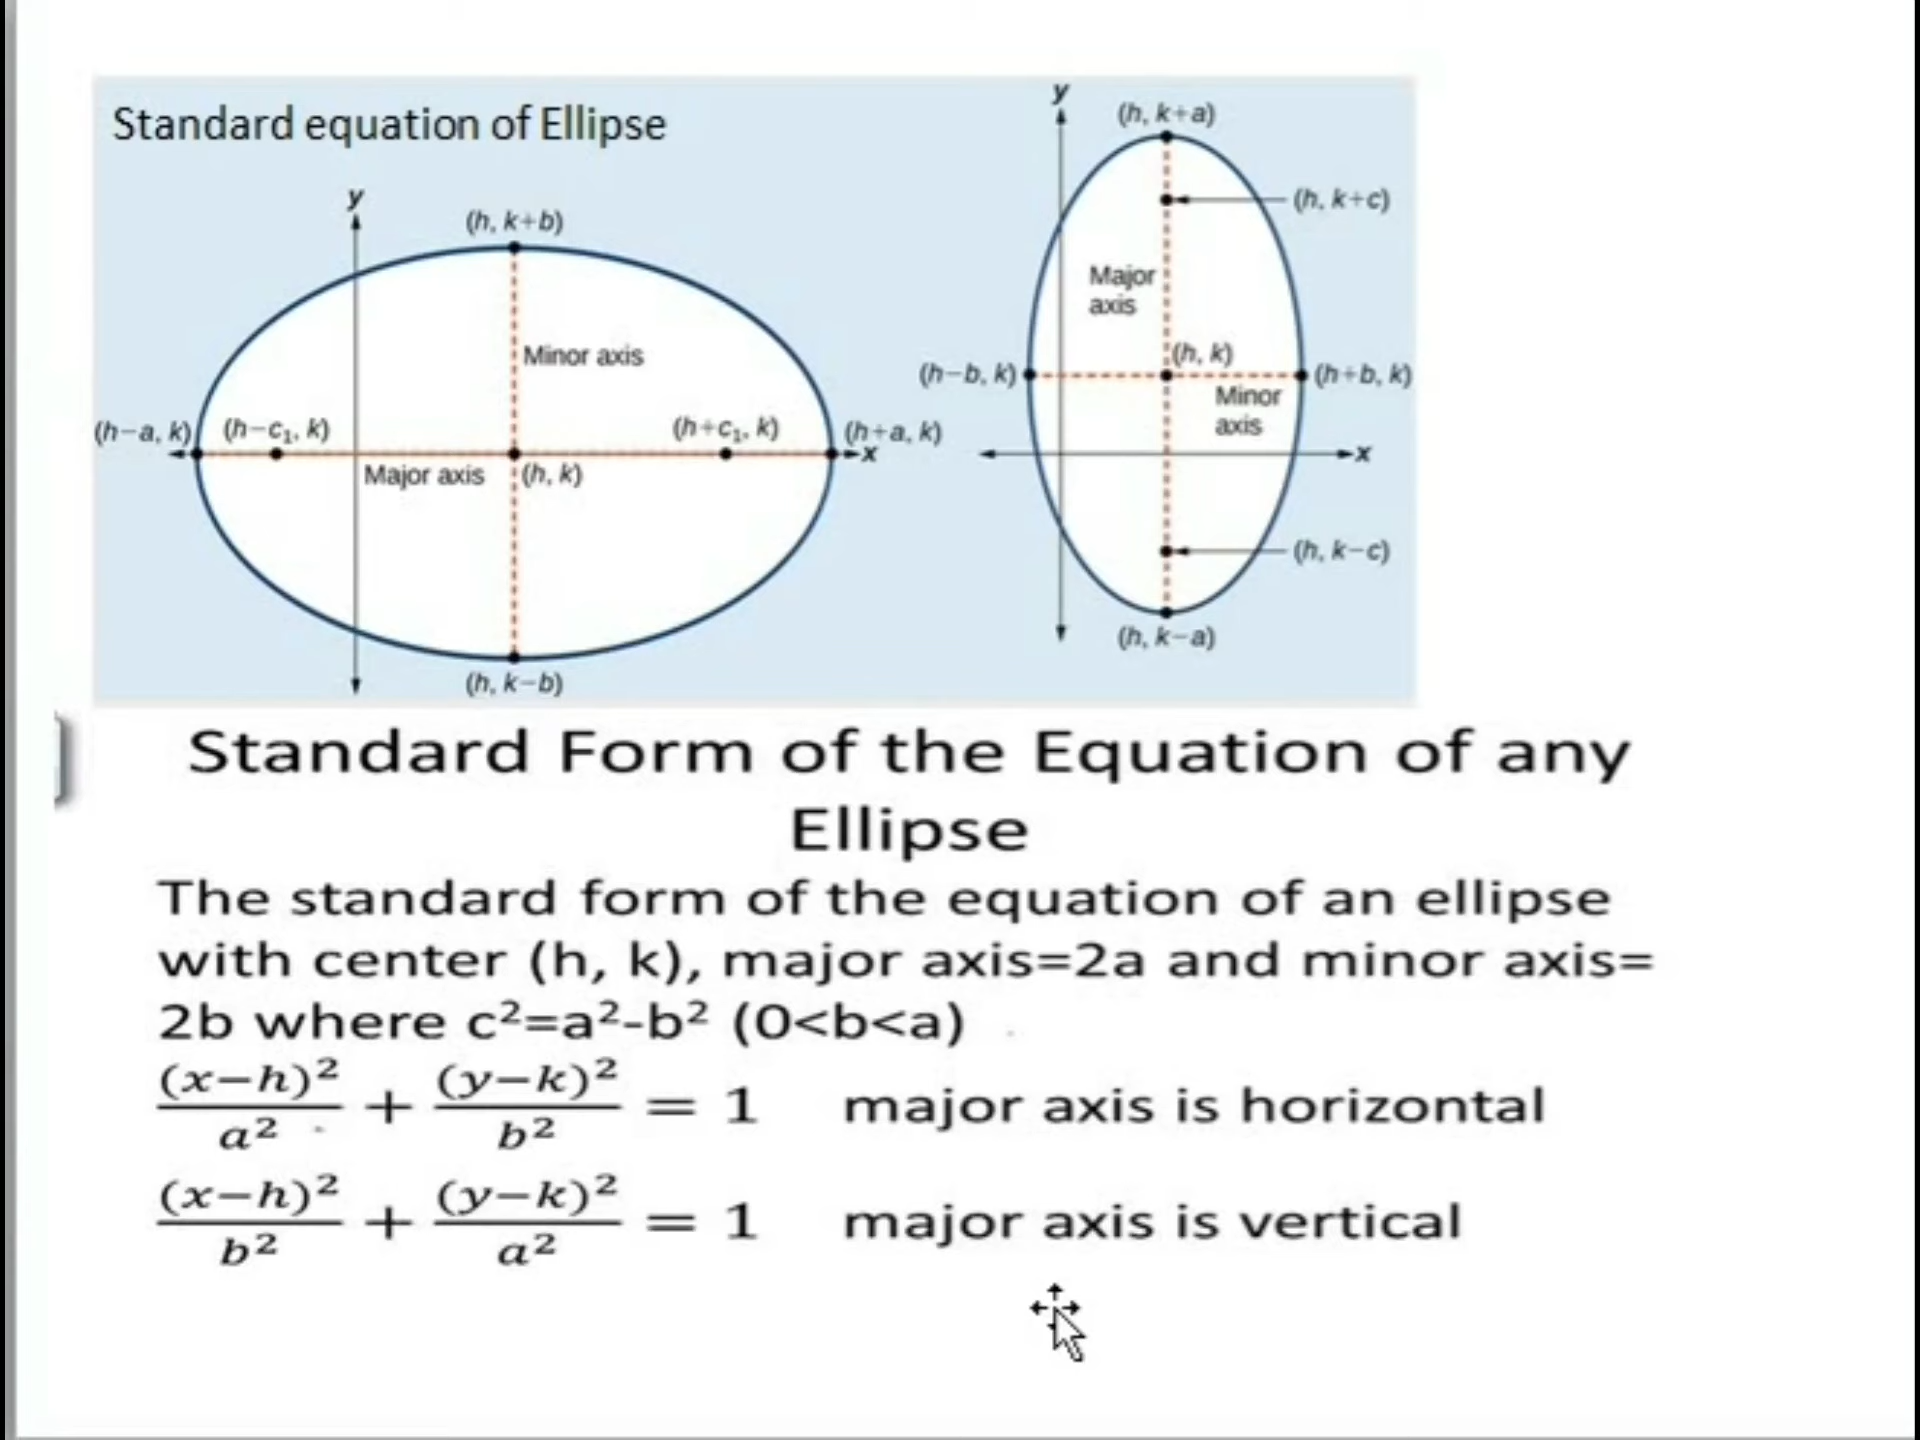 Standard equation of Ellipse
y
(h, k+b)
Minor axis
(h−a, k)
(h−c₁, k)
(h+c₁, k)
(h+a, k)
x
Major axis
(h, k)
(h, k−b)
y
(h, k+a)
(h, k+c)
Major
axis
(h, k)
(h−b, k)
(h+b, k)
Minor
axis
x
(h, k−c)
(h, k−a)
Standard Form of the Equation of any
Ellipse
The standard form of the equation of an ellipse
with center (h, k), major axis=2a and minor axis=
2b where c²=a²-b² (0<b<a)
(x−h)²/a² + (y−k)²/b² = 1 major axis is horizontal
(x−h)²/b² + (y−k)²/a² = 1 major axis is vertical